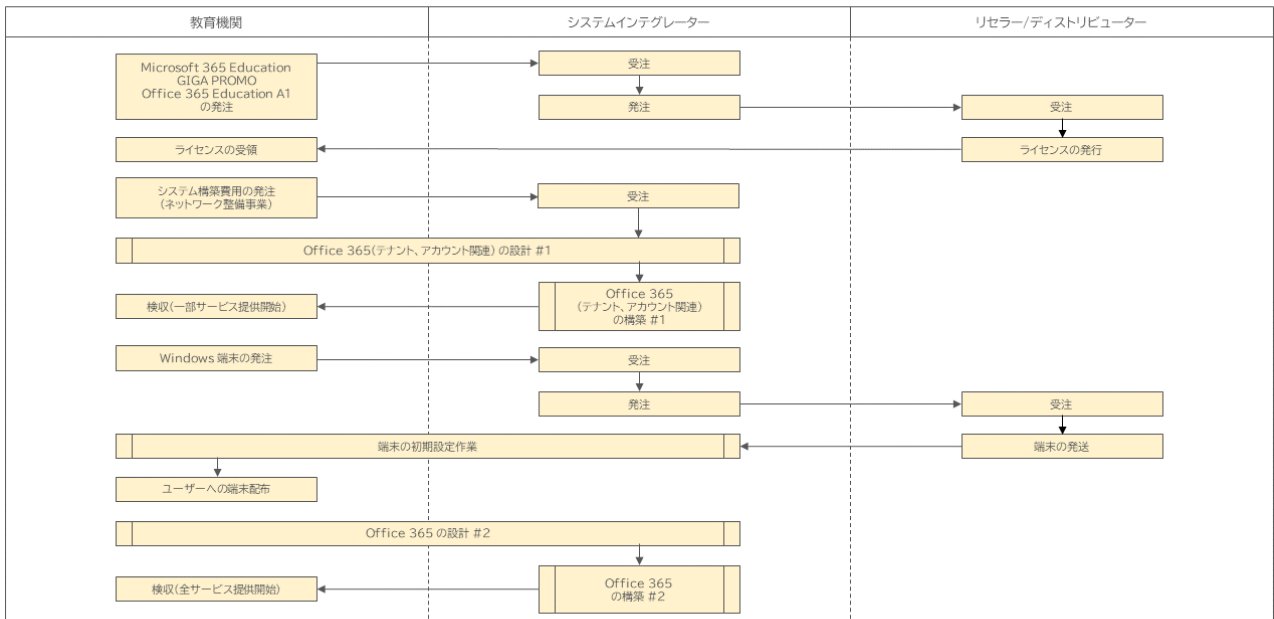 教育機関
システムインテグレーター
リセラー/ディストリビューター
Microsoft 365 Education
GIGA PROMO
Office 365 Education A1
の発注
受注
発注
受注
ライセンスの受領
ライセンスの発行
システム構築費用の発注
(ネットワーク整備事業)
受注
Office 365(テナント、アカウント関連) の設計 #1
Office 365
(テナント、アカウント関連)
の構築 #1
検収(一部サービス提供開始)
Windows 端末の発注
受注
発注
受注
端末の初期設定作業
端末の発送
ユーザーへの端末配布
Office 365 の設計 #2
Office 365
の構築 #2
検収(全サービス提供開始)